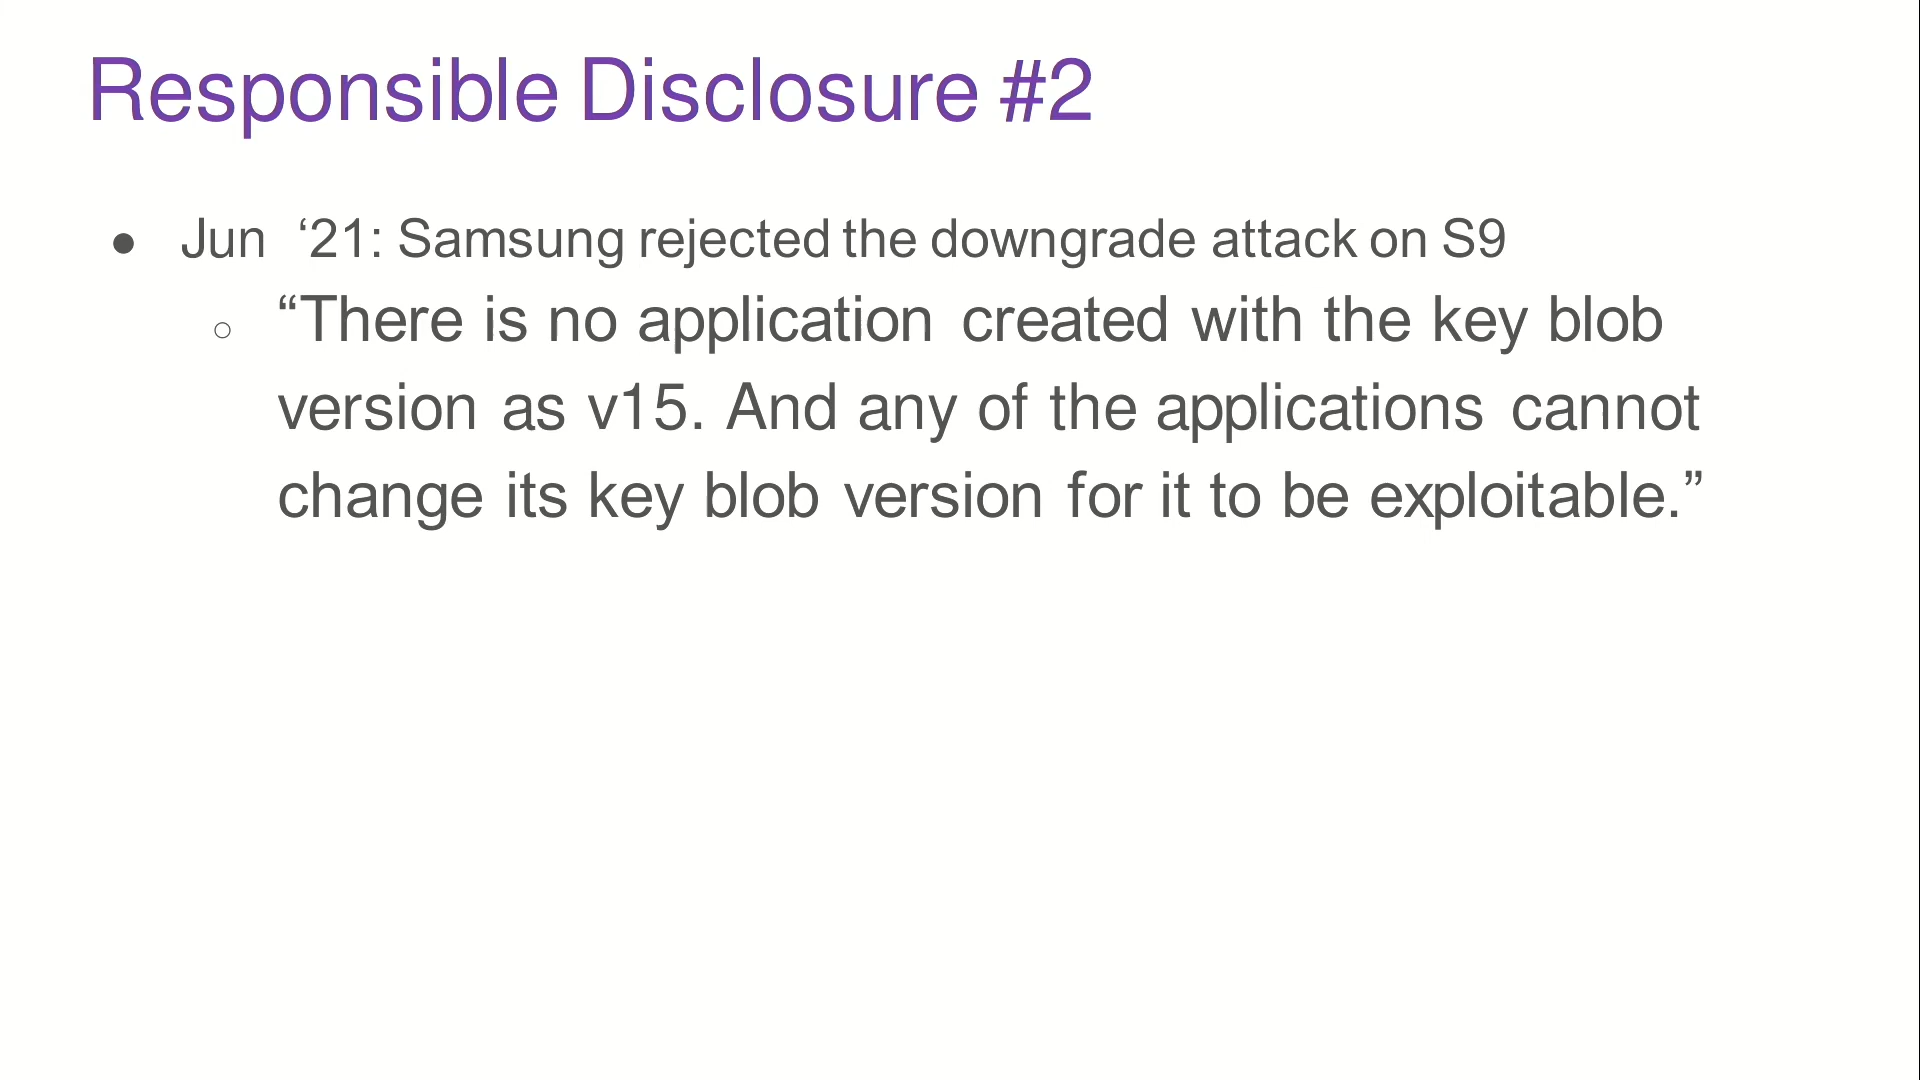 Responsible Disclosure #2
● Jun ‘21: Samsung rejected the downgrade attack on S9
○ “There is no application created with the key blob
version as v15. And any of the applications cannot
change its key blob version for it to be exploitable.”